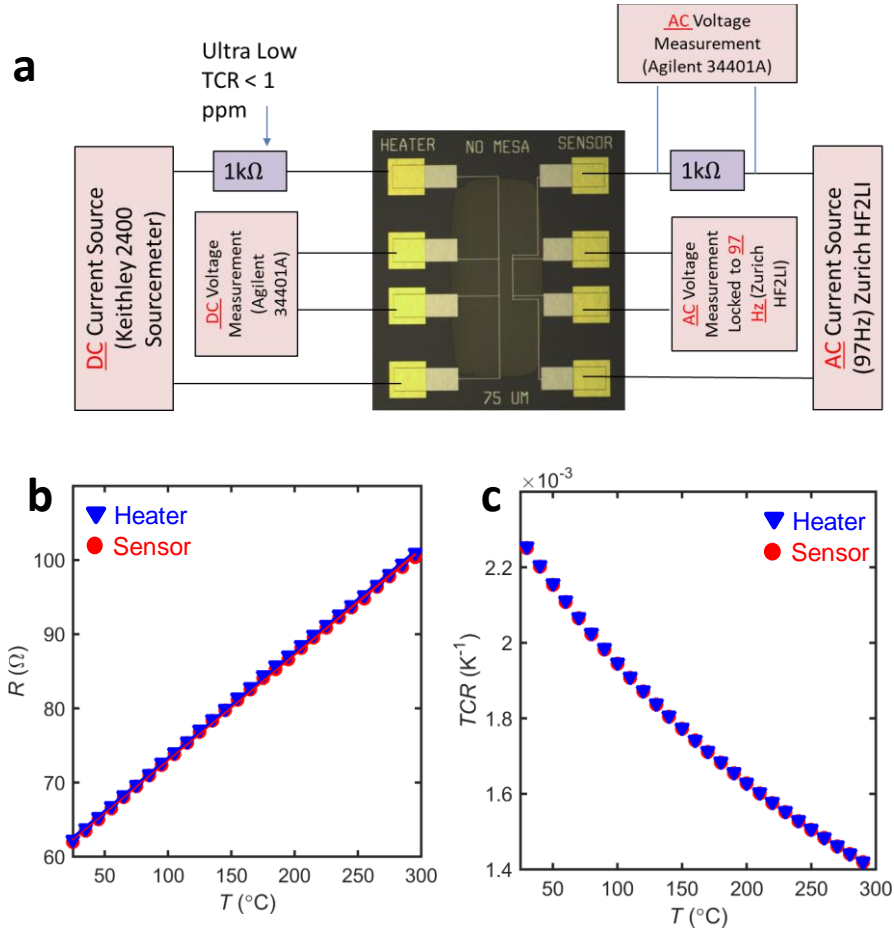 a
Ultra Low
TCR < 1
ppm
AC Voltage
Measurement
(Agilent 34401A)
DC Current Source
(Keithley 2400
Sourcemeter)
1kΩ
DC Voltage
Measurement
(Agilent
34401A)
HEATER
NO MESA
SENSOR
75 UM
1kΩ
AC Voltage
Measurement
Locked to 97
Hz (Zurich
HF2LI)
AC Current Source
(97Hz) Zurich HF2LI
b
Heater
Sensor
R (Ω)
100
90
80
70
60
50
100
150
200
250
300
T (°C)
c
×10⁻³
Heater
Sensor
TCR (K⁻¹)
2.2
2
1.8
1.6
1.4
50
100
150
200
250
300
T (°C)